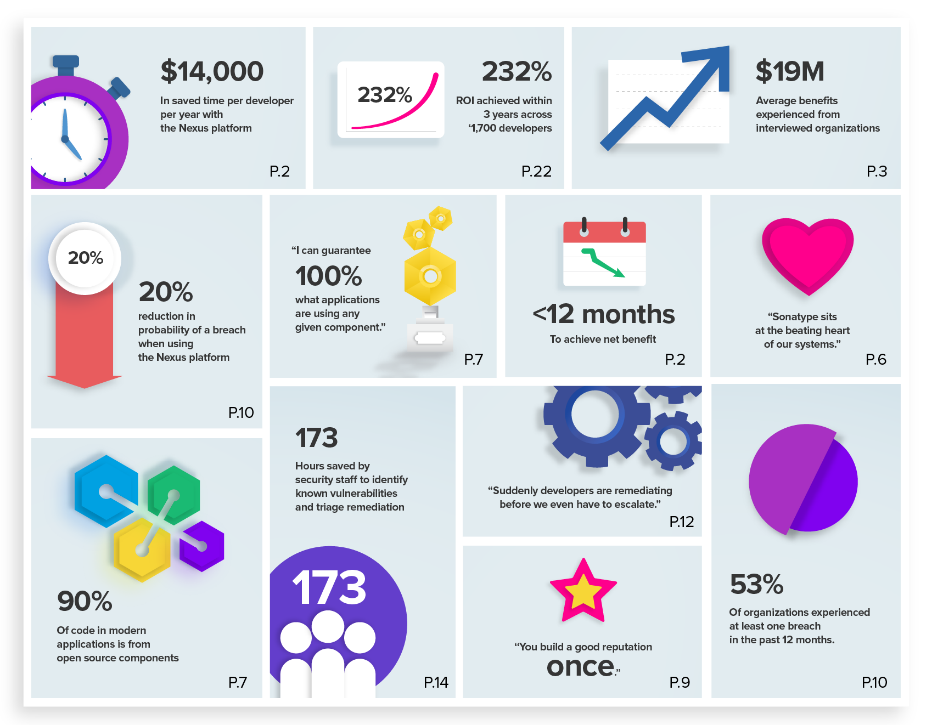 $14,000
In saved time per developer
per year with
the Nexus platform
P.2
232%
232%
ROI achieved within
3 years across
‘1,700 developers
P.22
$19M
Average benefits
experienced from
interviewed organizations
P.3
20%
20%
reduction in
probability of a breach
when using
the Nexus platform
P.10
“I can guarantee
100%
what applications
are using any
given component.”
P.7
<12 months
To achieve net benefit
P.2
“Sonatype sits
at the beating heart
of our systems.”
P.6
90%
Of code in modern
applications is from
open source components
P.7
173
Hours saved by
security staff to identify
known vulnerabilities
and triage remediation
173
P.14
“Suddenly developers are remediating
before we even have to escalate.”
P.12
“You build a good reputation
once.”
P.9
53%
Of organizations experienced
at least one breach
in the past 12 months.
P.10